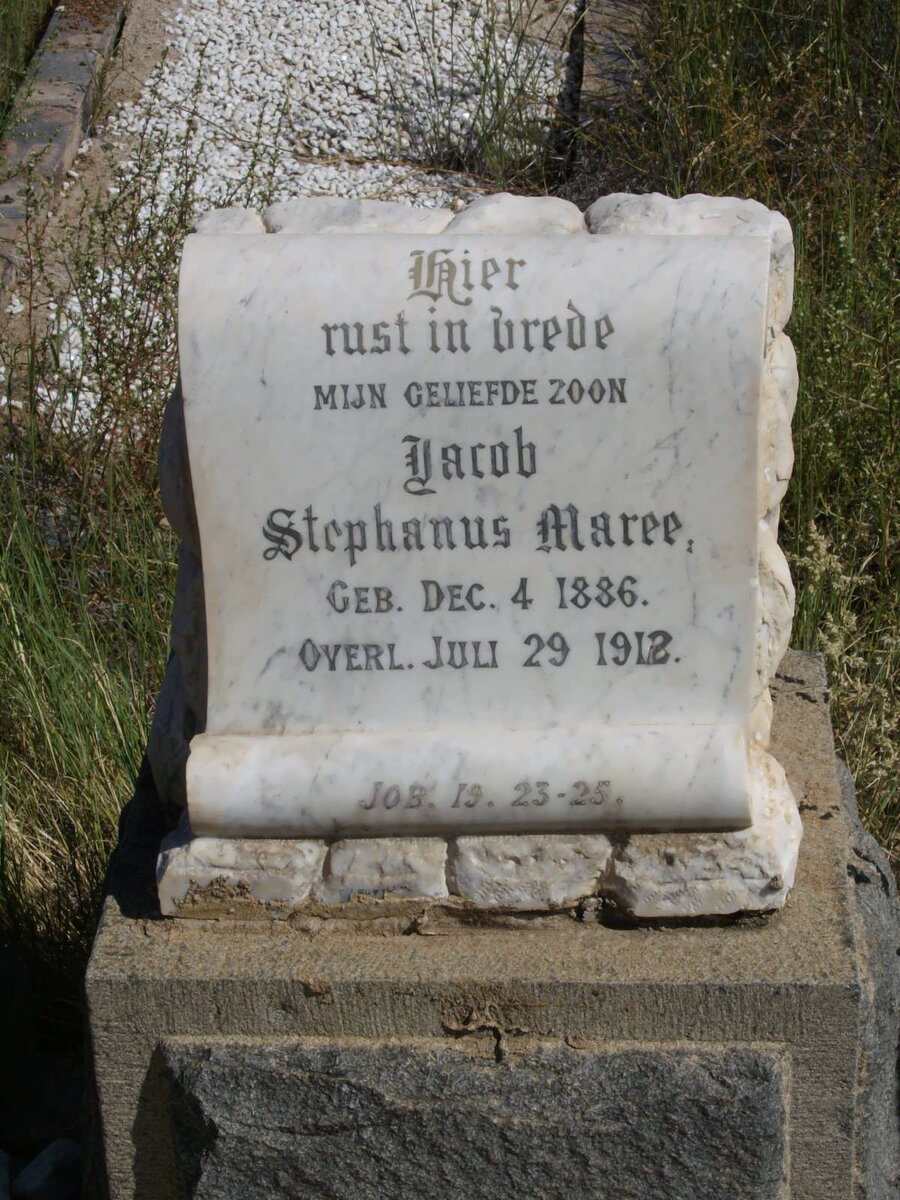 Hier
rust in vrede
MIJN GELIEFDE ZOON
Jacob
Stephanus Maree,
GEB. DEC. 4 1886.
OVERL. JULI 29 1912.
JOB. 19. 23-25.